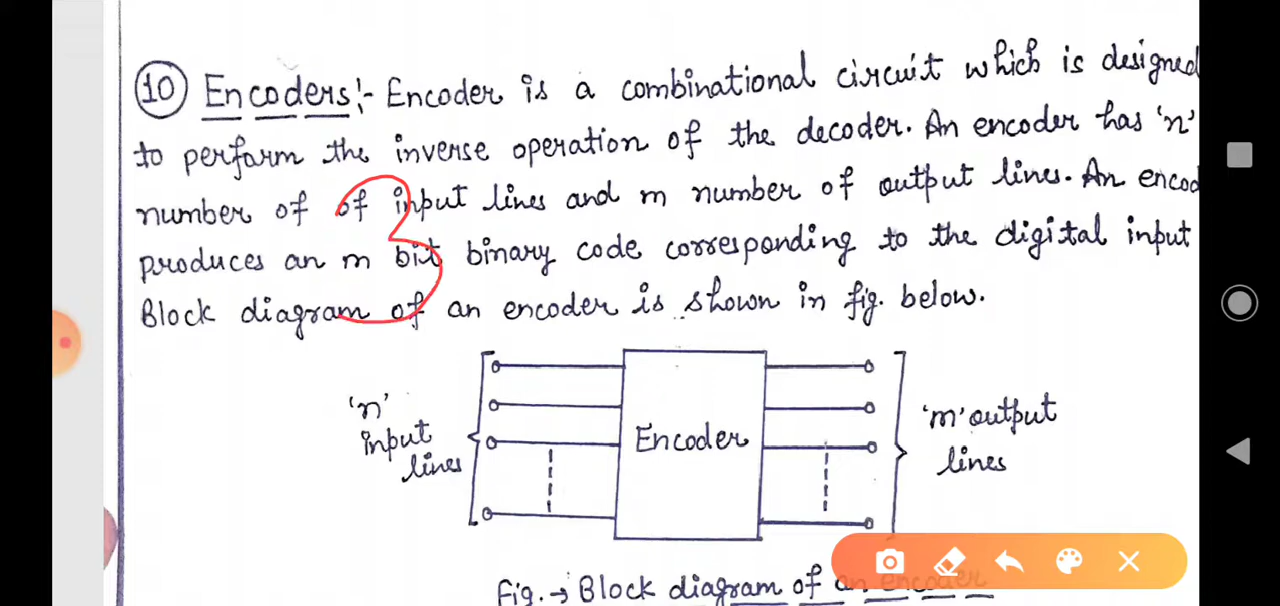 10 Encoders:- Encoder is a combinational circuit which is designed
to perform the inverse operation of the decoder. An encoder has 'n'
number of of input lines and m number of output lines. An encod
produces an m bit binary code corresponding to the digital input
Block diagram of an encoder is shown in fig. below.
'n'
input
lines
Encoder
'm' output
lines
Fig. → Block diagram of an encoder